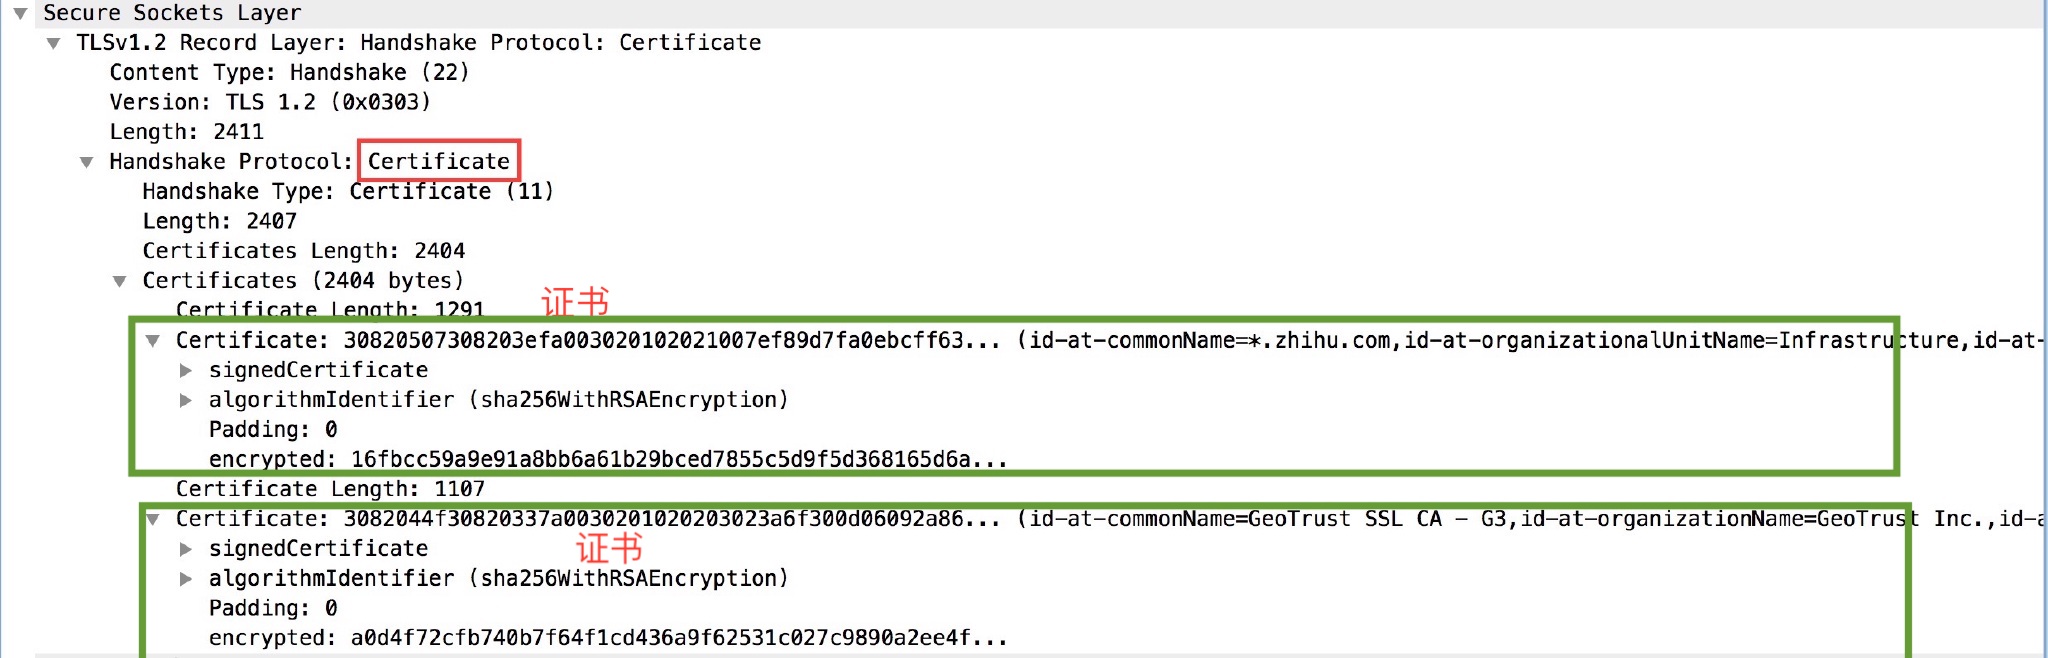 Secure Sockets Layer
TLSv1.2 Record Layer: Handshake Protocol: Certificate
Content Type: Handshake (22)
Version: TLS 1.2 (0x0303)
Length: 2411
Handshake Protocol: Certificate
Handshake Type: Certificate (11)
Length: 2407
Certificates Length: 2404
Certificates (2404 bytes)
Certificate Length: 1291 证书
Certificate: 30820507308203efa003020102021007ef89d7fa0ebcff63... (id-at-commonName=*.zhihu.com,id-at-organizationalUnitName=Infrastructure,id-at-
signedCertificate
algorithmIdentifier (sha256WithRSAEncryption)
Padding: 0
encrypted: 16fbcc59a9e91a8bb6a61b29bced7855c5d9f5d368165d6a...
Certificate Length: 1107
Certificate: 3082044f30820337a0030201020203023a6f300d06092a86... (id-at-commonName=GeoTrust SSL CA - G3,id-at-organizationName=GeoTrust Inc.,id-a
signedCertificate 证书
algorithmIdentifier (sha256WithRSAEncryption)
Padding: 0
encrypted: a0d4f72cfb740b7f64f1cd436a9f62531c027c9890a2ee4f...